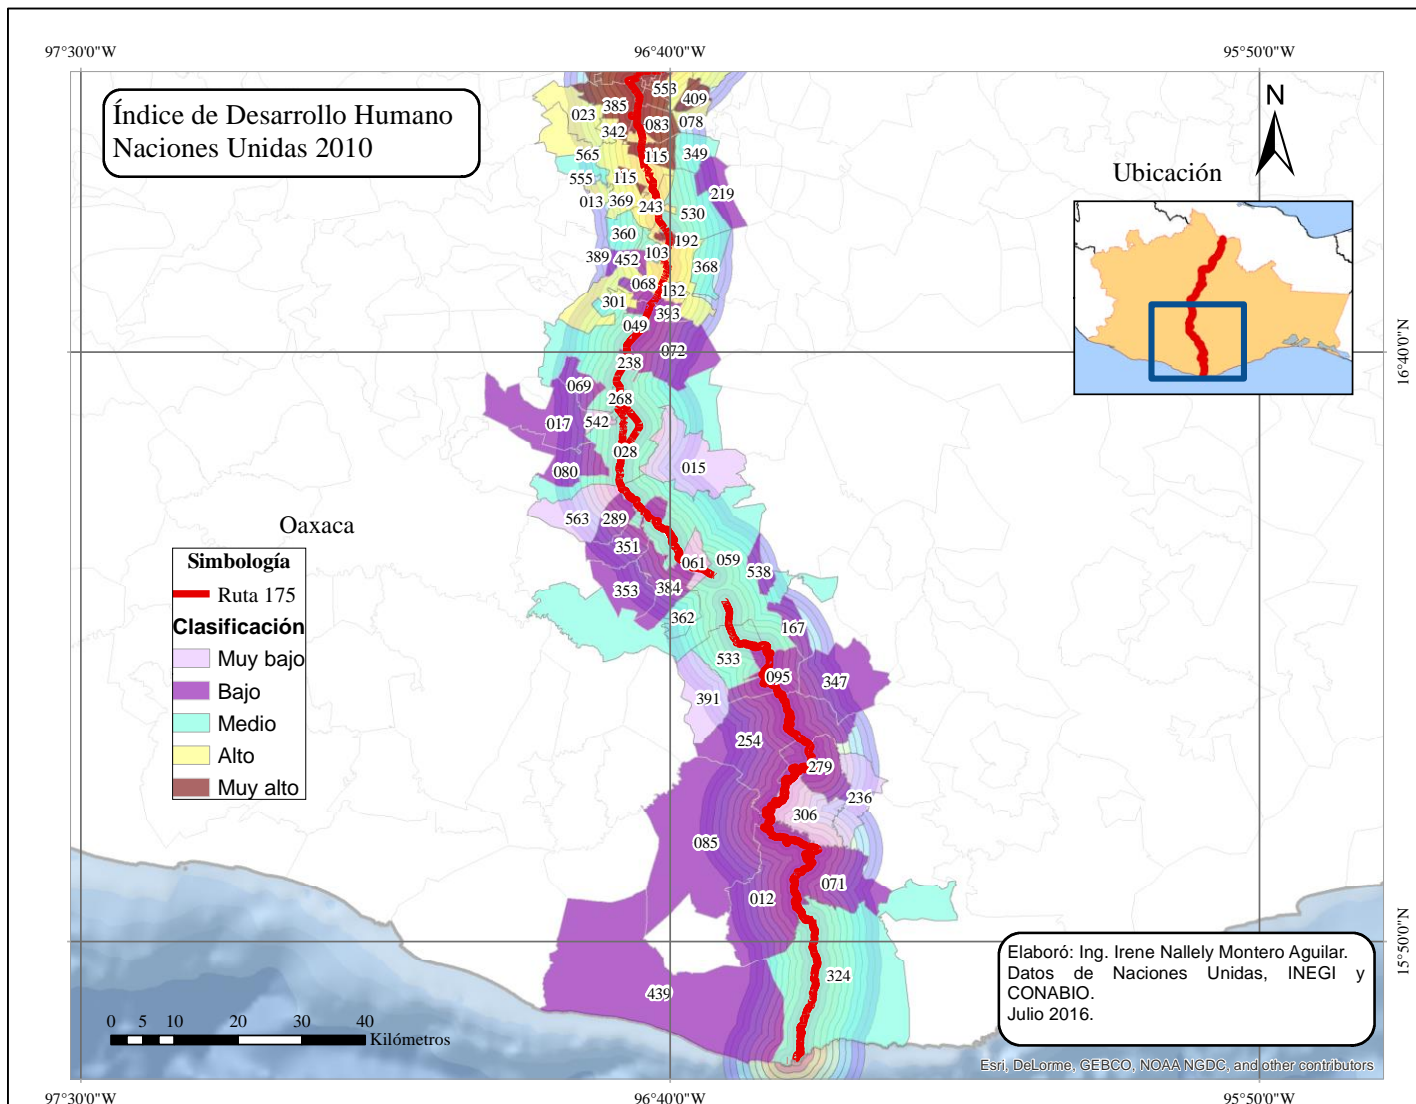 97°30'0"W
96°40'0"W
95°50'0"W
Índice de Desarrollo Humano
Naciones Unidas 2010
N
Ubicación
553
409
385
023
083
078
342
349
565
115
115
555
219
013
369
243
530
360
192
103
389
452
368
068
132
301
393
049
072
16°40'0"N
238
069
268
017
542
028
015
080
563
289
Oaxaca
351
061
059
538
353
384
362
167
533
095
347
391
254
279
236
306
085
071
012
324
439
Simbología
Ruta 175
Clasificación
Muy bajo
Bajo
Medio
Alto
Muy alto
15°50'0"N
Elaboró: Ing. Irene Nallely Montero Aguilar.
Datos de Naciones Unidas, INEGI y
CONABIO.
Julio 2016.
0 5 10 20 30 40
Kilómetros
Esri, DeLorme, GEBCO, NOAA NGDC, and other contributors
97°30'0"W
96°40'0"W
95°50'0"W